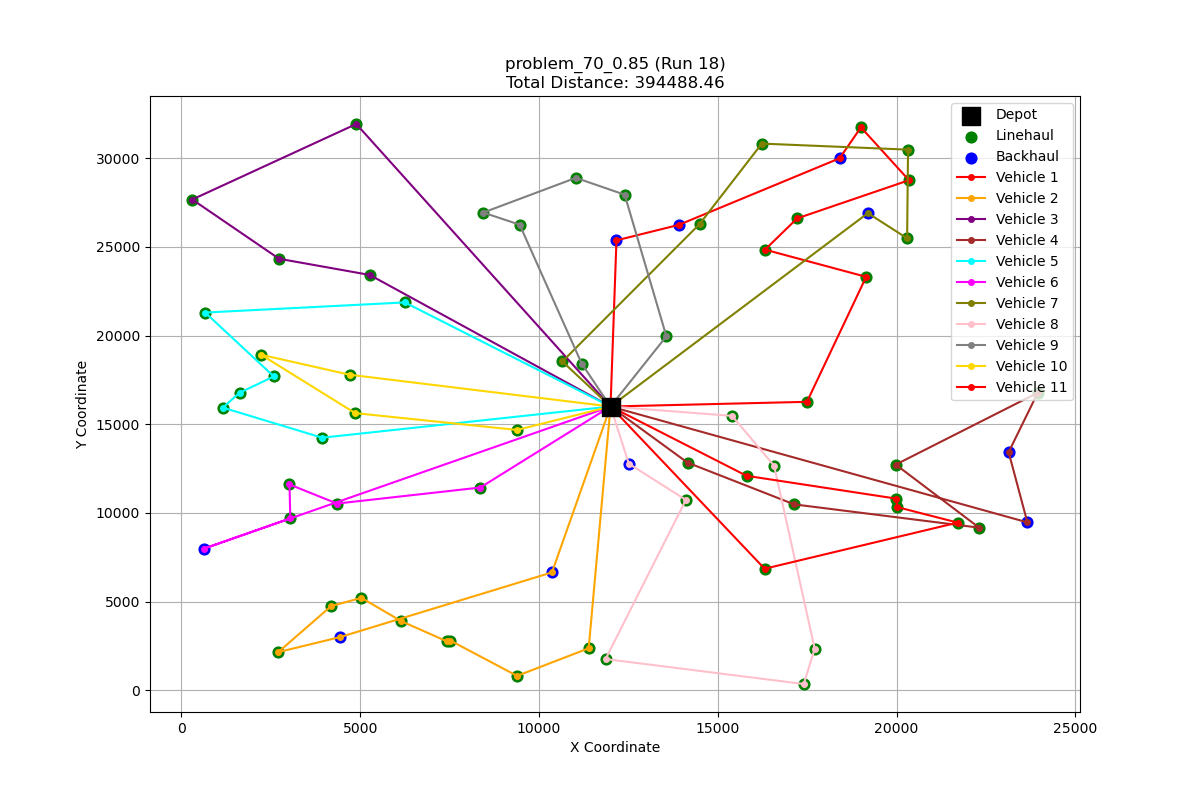 problem_70_0.85 (Run 18)
Total Distance: 394488.46
Depot
Linehaul
Backhaul
Vehicle 1
Vehicle 2
Vehicle 3
Vehicle 4
Vehicle 5
Vehicle 6
Vehicle 7
Vehicle 8
Vehicle 9
Vehicle 10
Vehicle 11
30000
25000
20000
15000
10000
5000
0
Y Coordinate
0
5000
10000
15000
20000
25000
X Coordinate